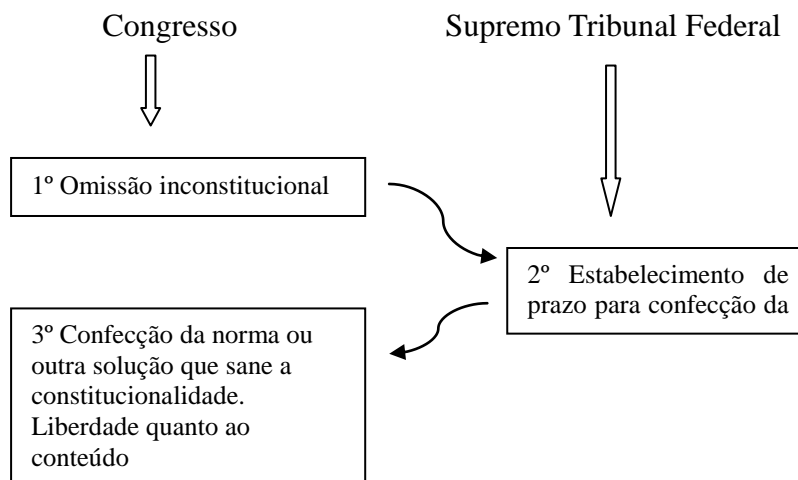 Congresso
Supremo Tribunal Federal
1º Omissão inconstitucional
2º Estabelecimento de
prazo para confecção da
3º Confecção da norma ou
outra solução que sane a
constitucionalidade.
Liberdade quanto ao
conteúdo